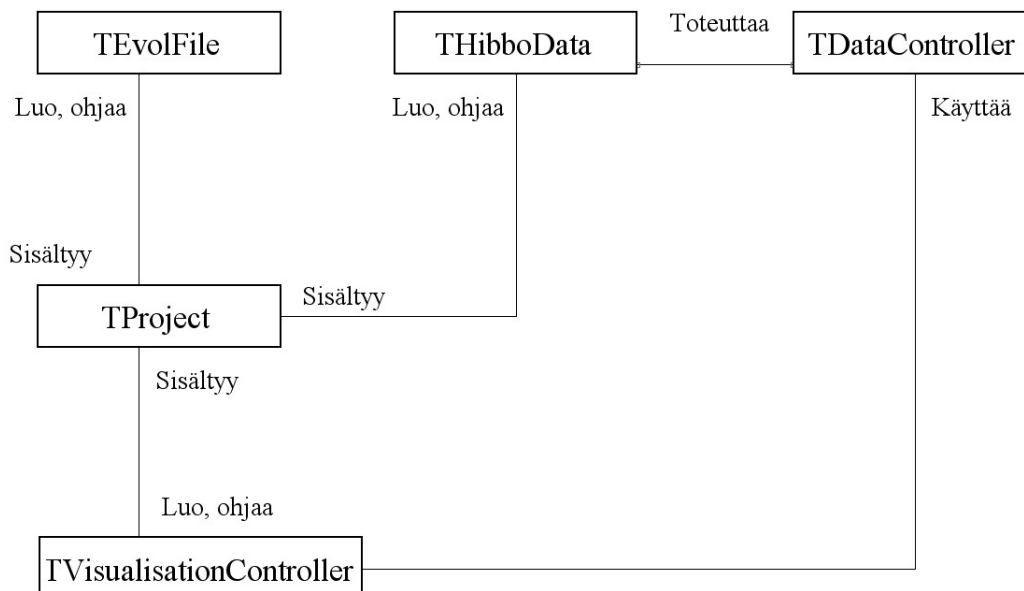 Toteuttaa
TEvolFile
THibboData
TDataController
Luo, ohjaa
Luo, ohjaa
Käyttää
Sisältyy
Sisältyy
TProject
Sisältyy
Luo, ohjaa
TVisualisationController